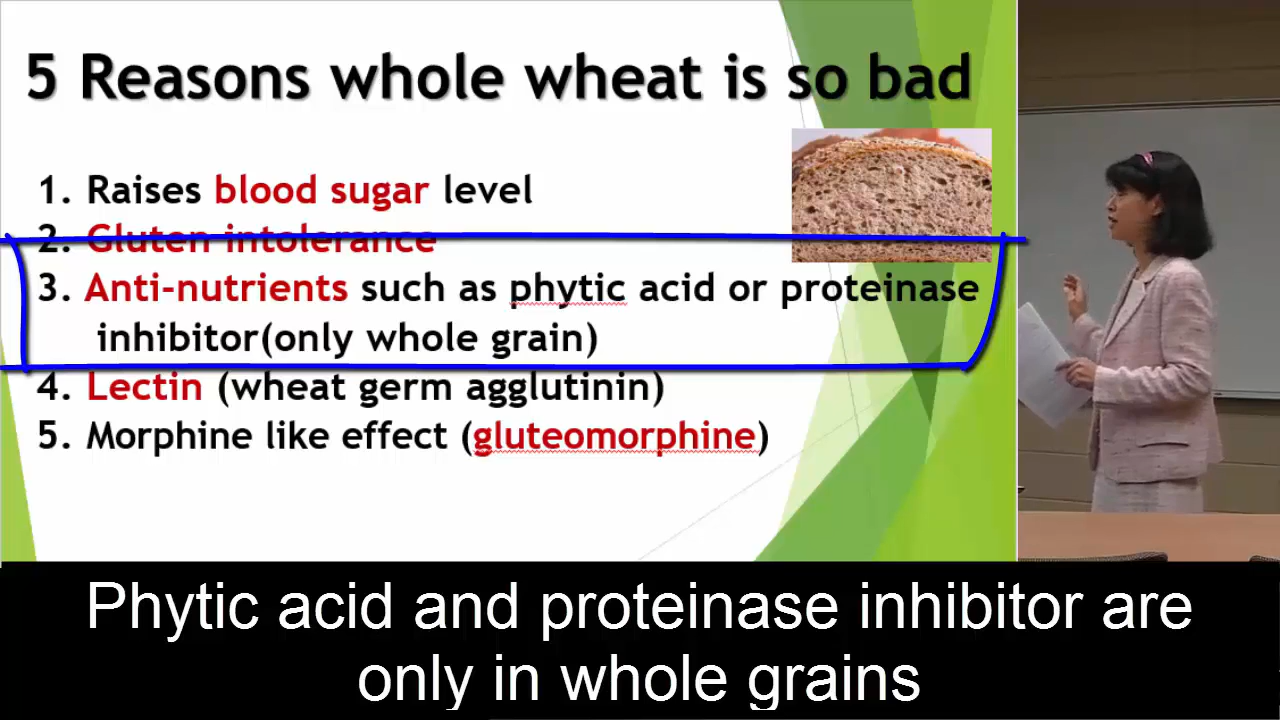 5 Reasons whole wheat is so bad
1. Raises blood sugar level
2. Gluten intolerance
3. Anti-nutrients such as phytic acid or proteinase
inhibitor(only whole grain)
4. Lectin (wheat germ agglutinin)
5. Morphine like effect (gluteomorphine)
Phytic acid and proteinase inhibitor are
only in whole grains